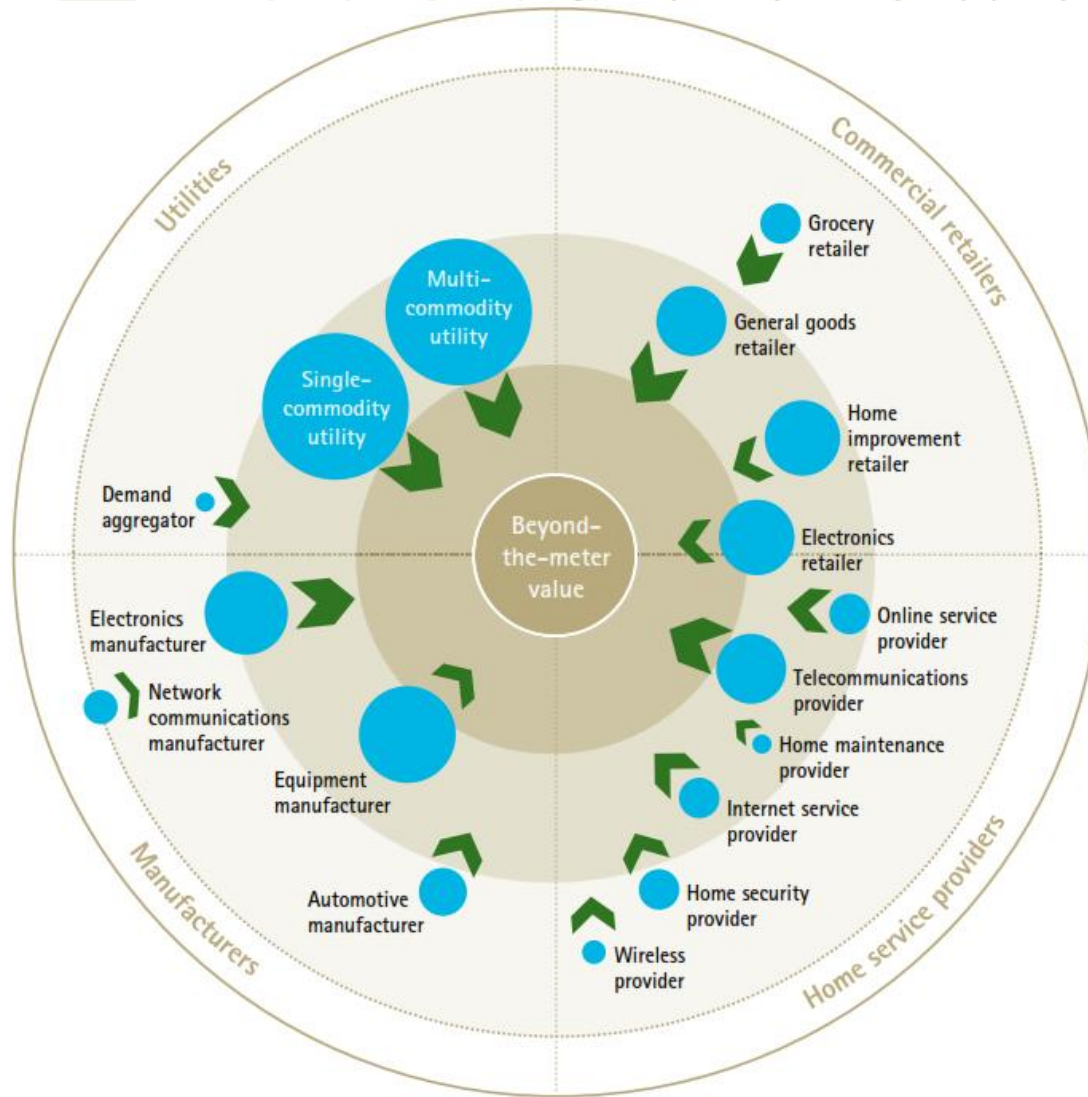 Utilities
Commercial retailers
Grocery
retailer
Multi-
commodity
utility
General goods
retailer
Single-
commodity
utility
Home
improvement
retailer
Demand
aggregator
Beyond-
the-meter
value
Electronics
retailer
Electronics
manufacturer
Online service
provider
Network
communications
manufacturer
Telecommunications
provider
Equipment
manufacturer
Home maintenance
provider
Internet service
provider
Automotive
manufacturer
Home security
provider
Wireless
provider
Manufacturers
Home service providers